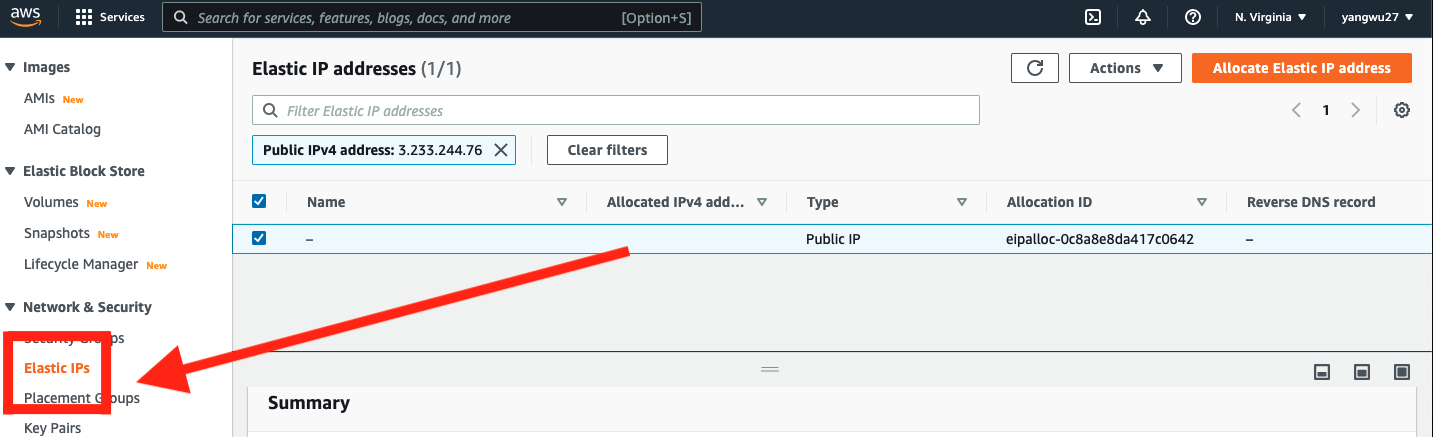 aws
Services
Search for services, features, blogs, docs, and more
[Option+S]
N. Virginia
yangwu27
Images
AMIs New
AMI Catalog
Elastic Block Store
Volumes New
Snapshots New
Lifecycle Manager New
Network & Security
Security Groups
Elastic IPs
Placement Groups
Key Pairs
Elastic IP addresses (1/1)
Actions
Allocate Elastic IP address
Filter Elastic IP addresses
1
Public IPv4 address: 3.233.244.76
Clear filters
Name
Allocated IPv4 add...
Type
Allocation ID
Reverse DNS record
–
Public IP
eipalloc-0c8a8e8da417c0642
–
Summary